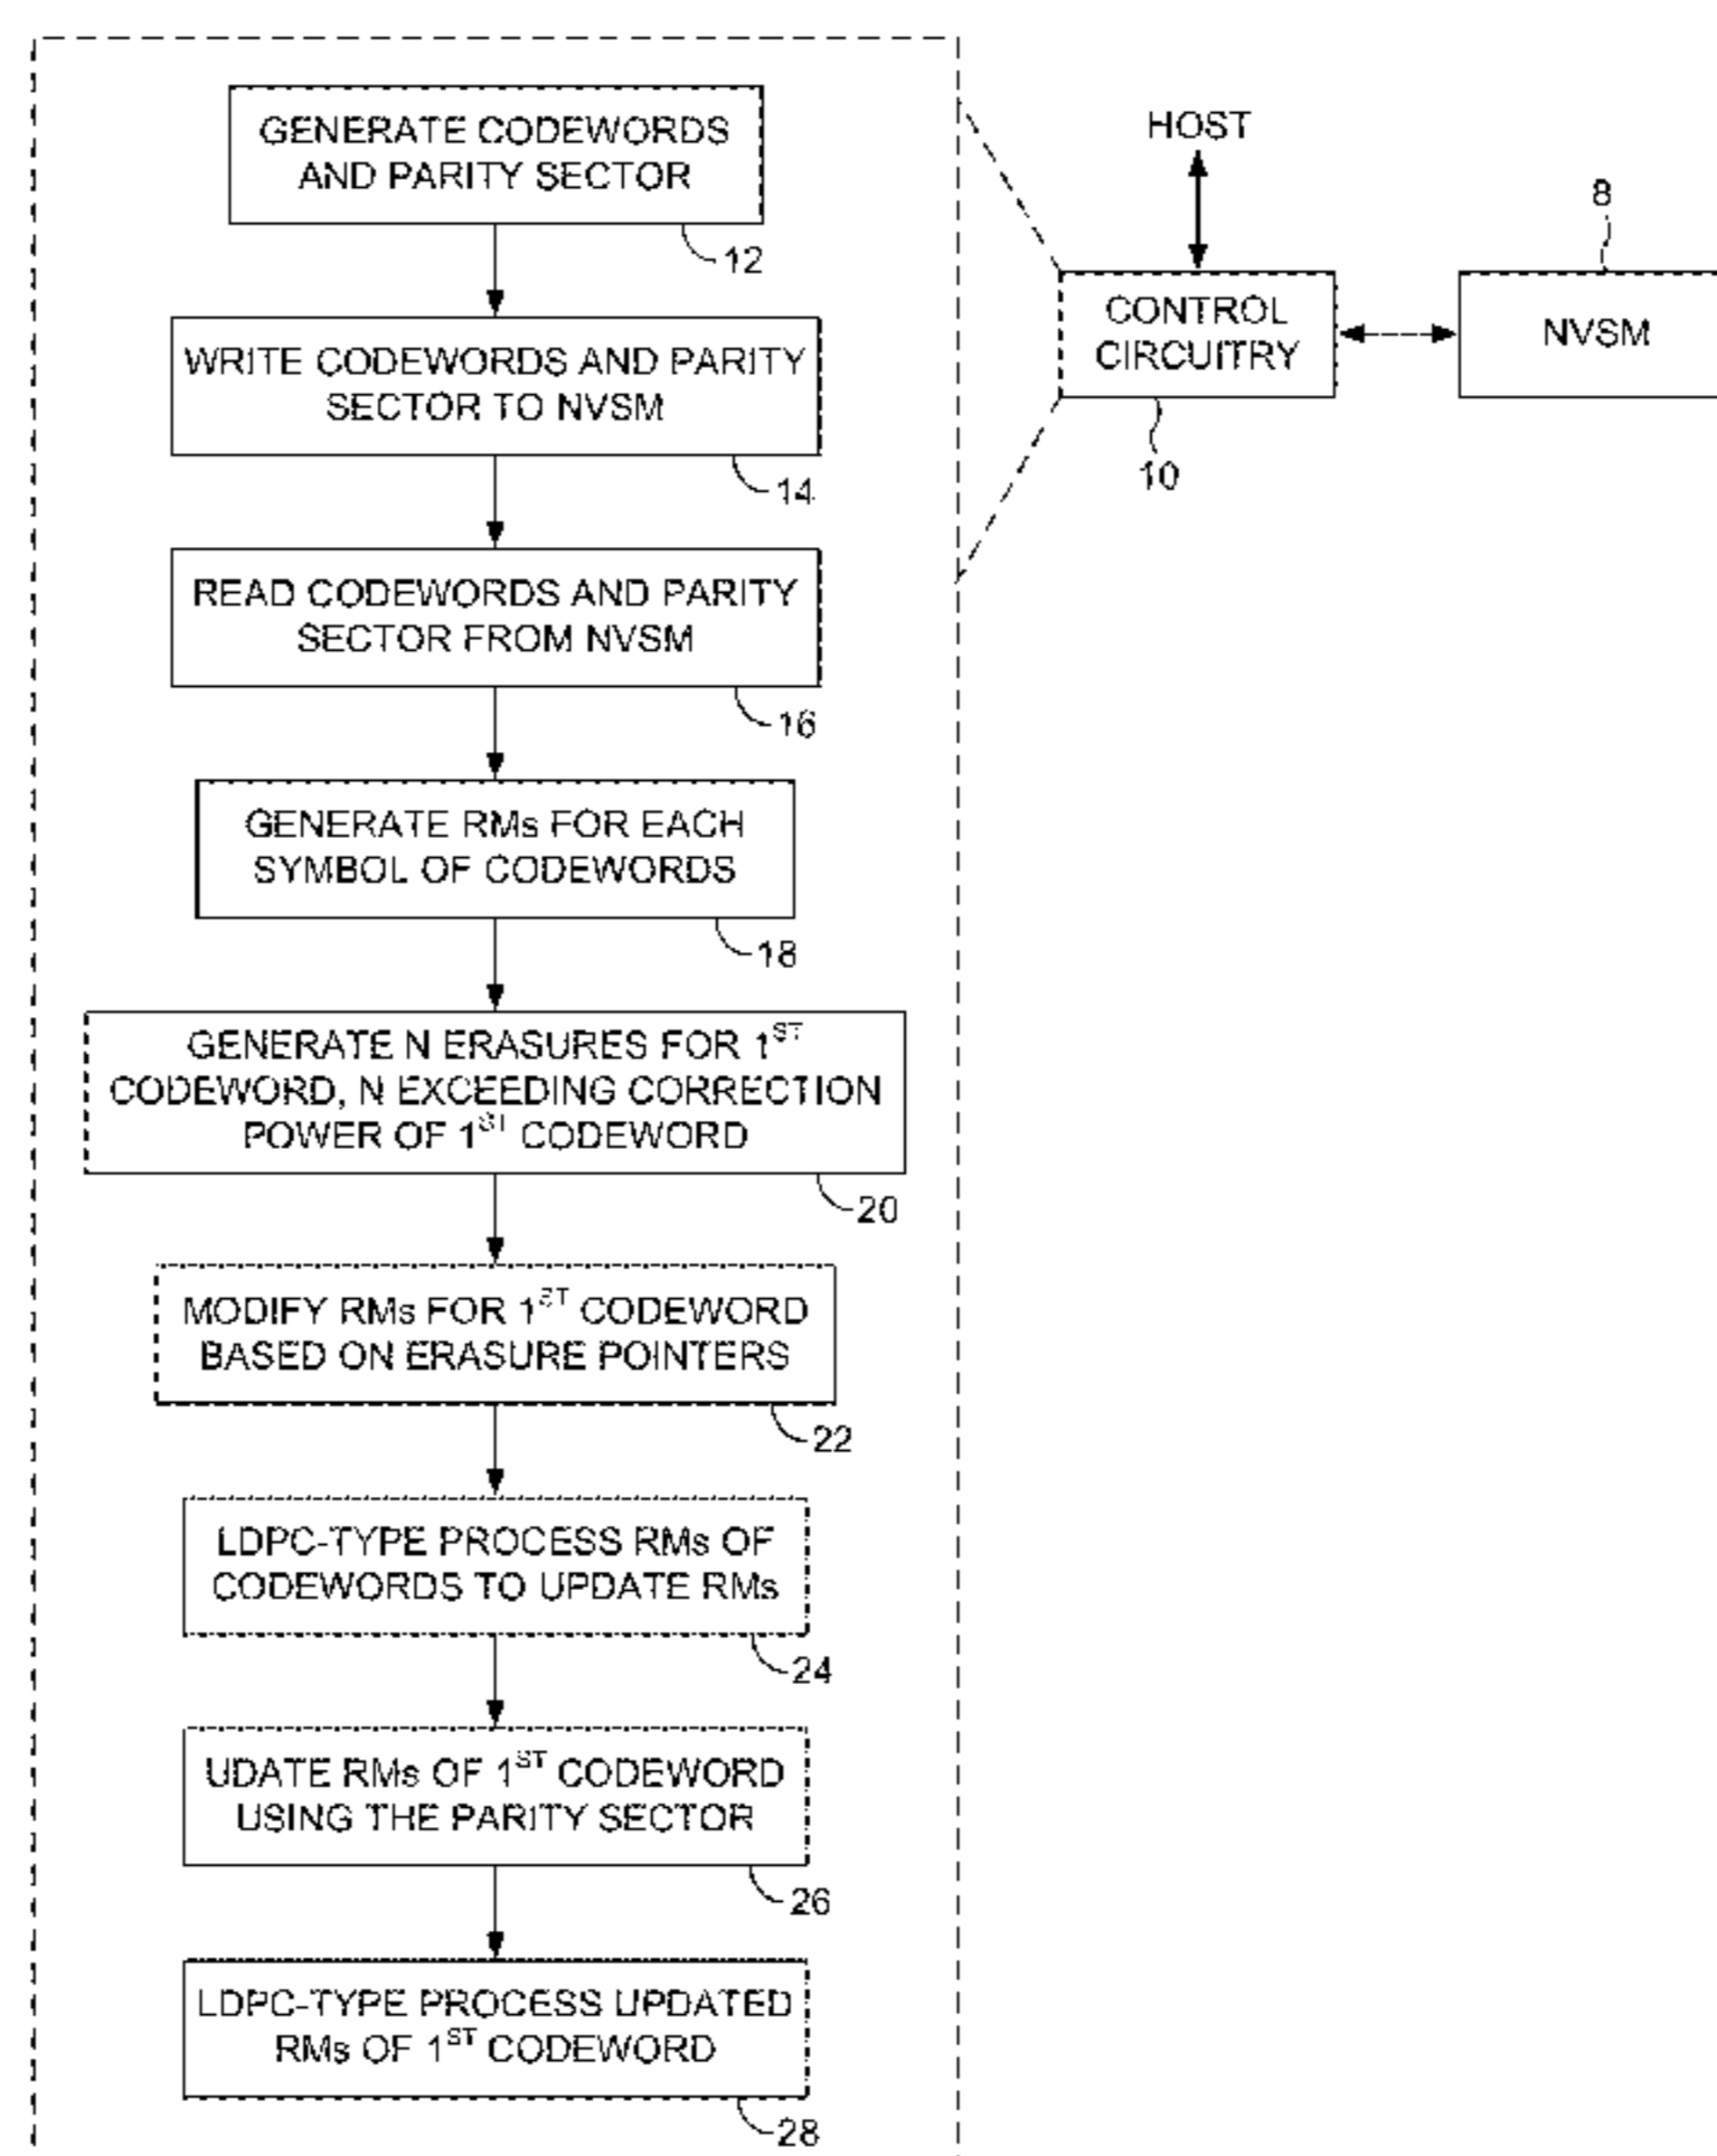 GENERATE CODEWORDS
AND PARITY SECTOR
12
WRITE CODEWORDS AND PARITY
SECTOR TO NVSM
14
READ CODEWORDS AND PARITY
SECTOR FROM NVSM
16
GENERATE RMs FOR EACH
SYMBOL OF CODEWORDS
18
GENERATE N ERASURES FOR 1ST
CODEWORD, N EXCEEDING CORRECTION
POWER OF 1ST CODEWORD
20
MODIFY RMs FOR 1ST CODEWORD
BASED ON ERASURE POINTERS
22
LDPC-TYPE PROCESS RMs OF
CODEWORDS TO UPDATE RMs
24
UDATE RMs OF 1ST CODEWORD
USING THE PARITY SECTOR
26
LDPC-TYPE PROCESS UPDATED
RMs OF 1ST CODEWORD
28
HOST
CONTROL
CIRCUITRY
10
8
NVSM